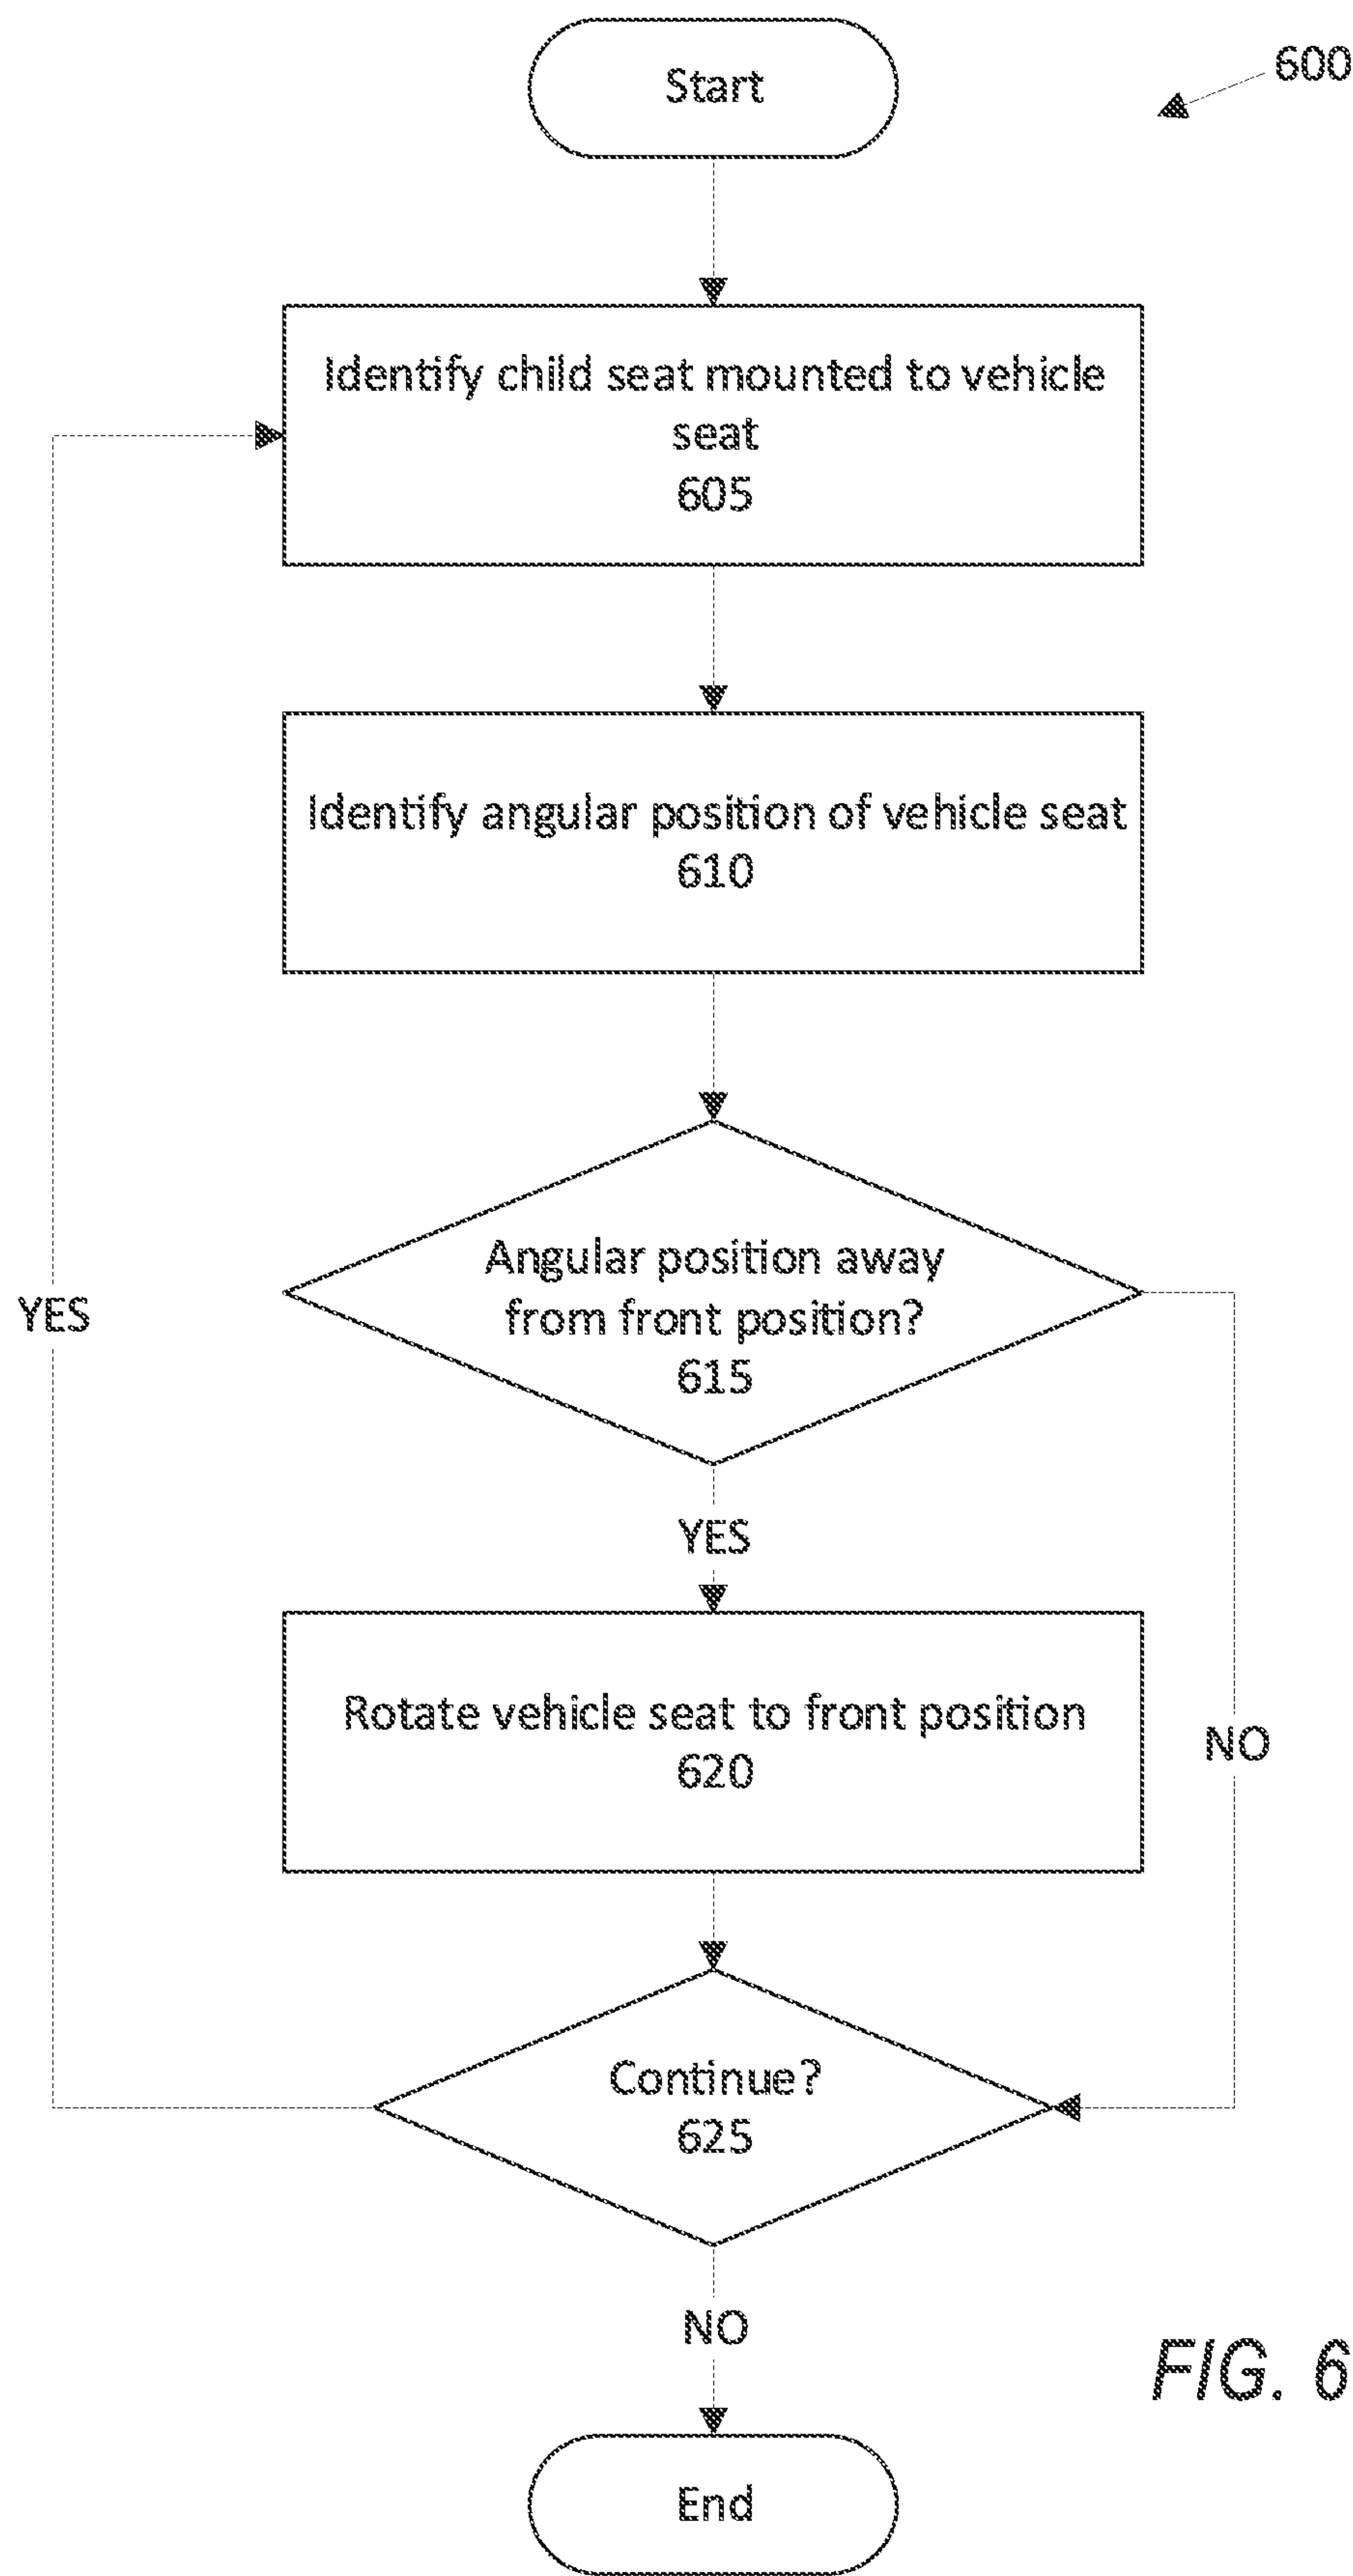 Start
600
Identify child seat mounted to vehicle
seat
605
Identify angular position of vehicle seat
610
Angular position away
from front position?
615
YES
YES
Rotate vehicle seat to front position
620
NO
Continue?
625
NO
FIG. 6
End